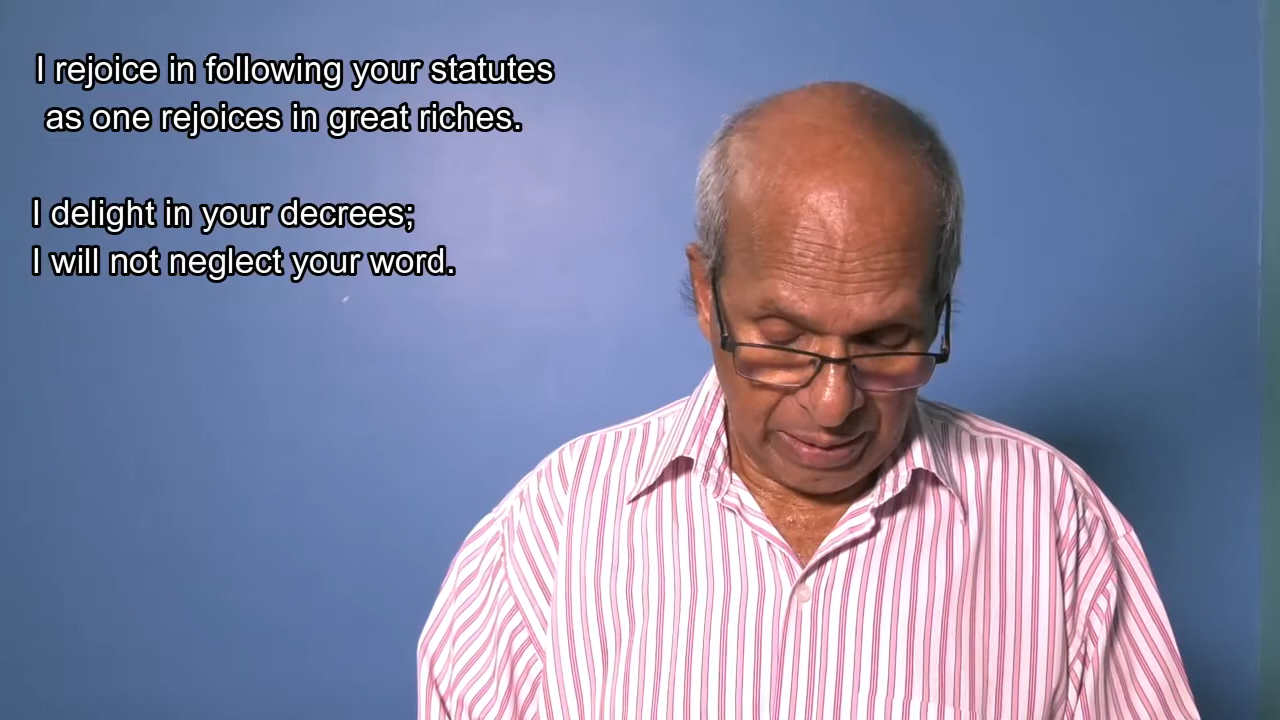 I rejoice in following your statutes
as one rejoices in great riches.
I delight in your decrees;
I will not neglect your word.